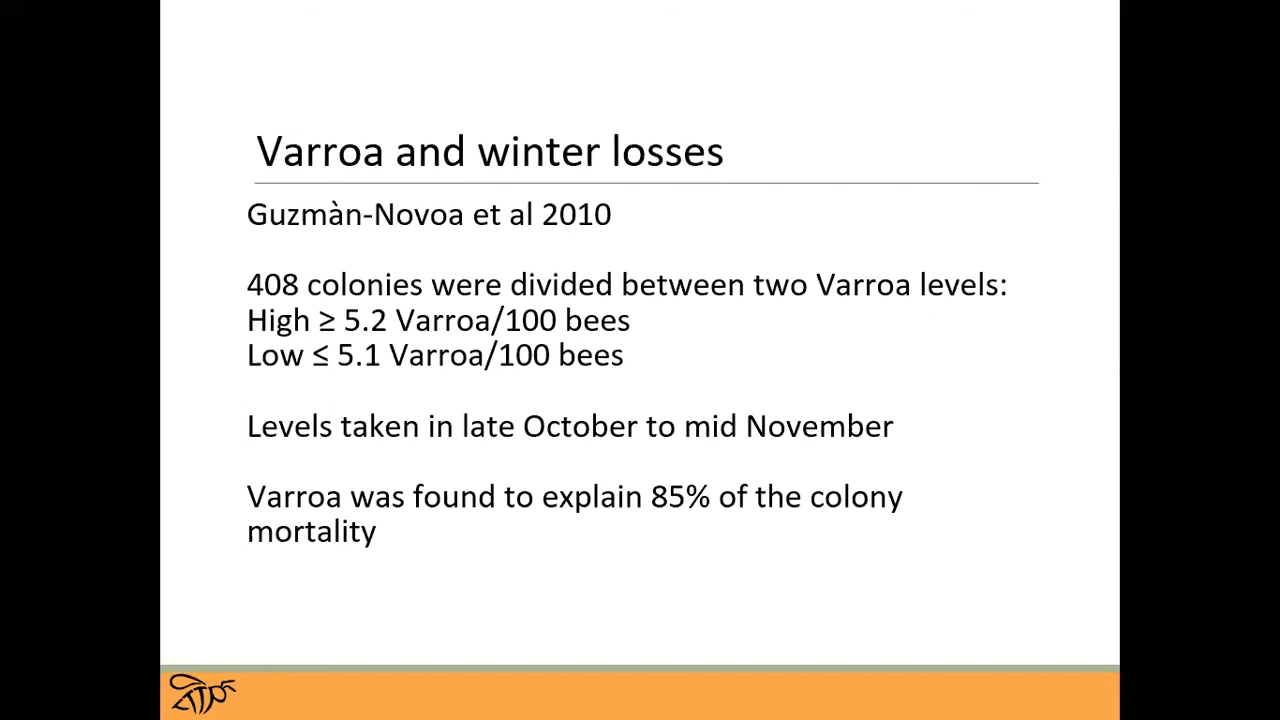 Varroa and winter losses
Guzmàn-Novoa et al 2010
408 colonies were divided between two Varroa levels:
High ≥ 5.2 Varroa/100 bees
Low ≤ 5.1 Varroa/100 bees
Levels taken in late October to mid November
Varroa was found to explain 85% of the colony
mortality